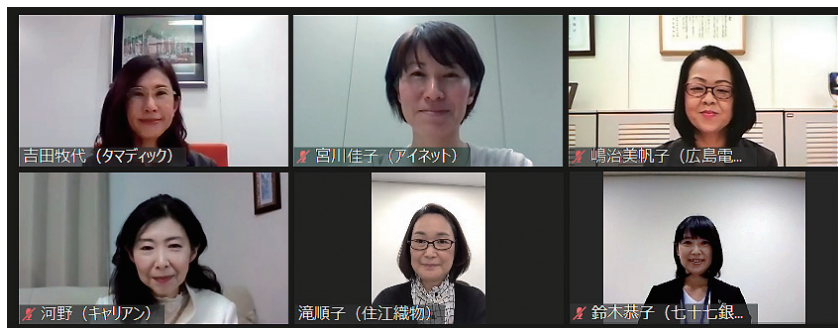 吉田牧代（タマディック）
宮川佳子（アイネット）
嶋治美帆子（広島電...
河野（キャリアン）
滝順子（住江織物）
鈴木恭子（七十七銀...